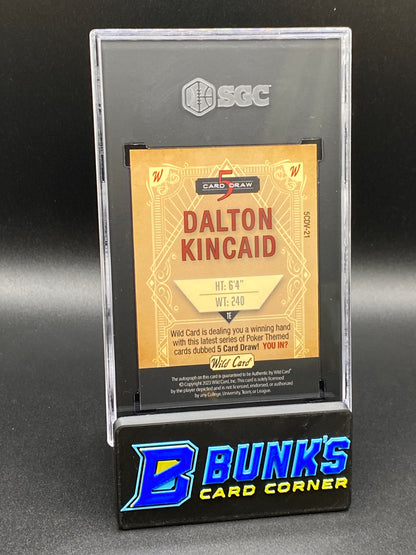 SGC
W
W
5
CARD DRAW
DALTON
KINCAID
5CDV-21
HT: 6'4"
WT: 240
TE
Wild Card is dealing you a winning hand
with this latest series of Poker Themed
cards dubbed 5 Card Draw! YOU IN?
Wild Card
The autograph on this card is guaranteed to be Authentic by Wild Card!
© Copyright 2023 Wild Card, Inc. This card is solely licensed
by the player depicted and is not licensed, endorsed, or authorized
by any College, University, Team, or League.
B BUNK'S
CARD CORNER